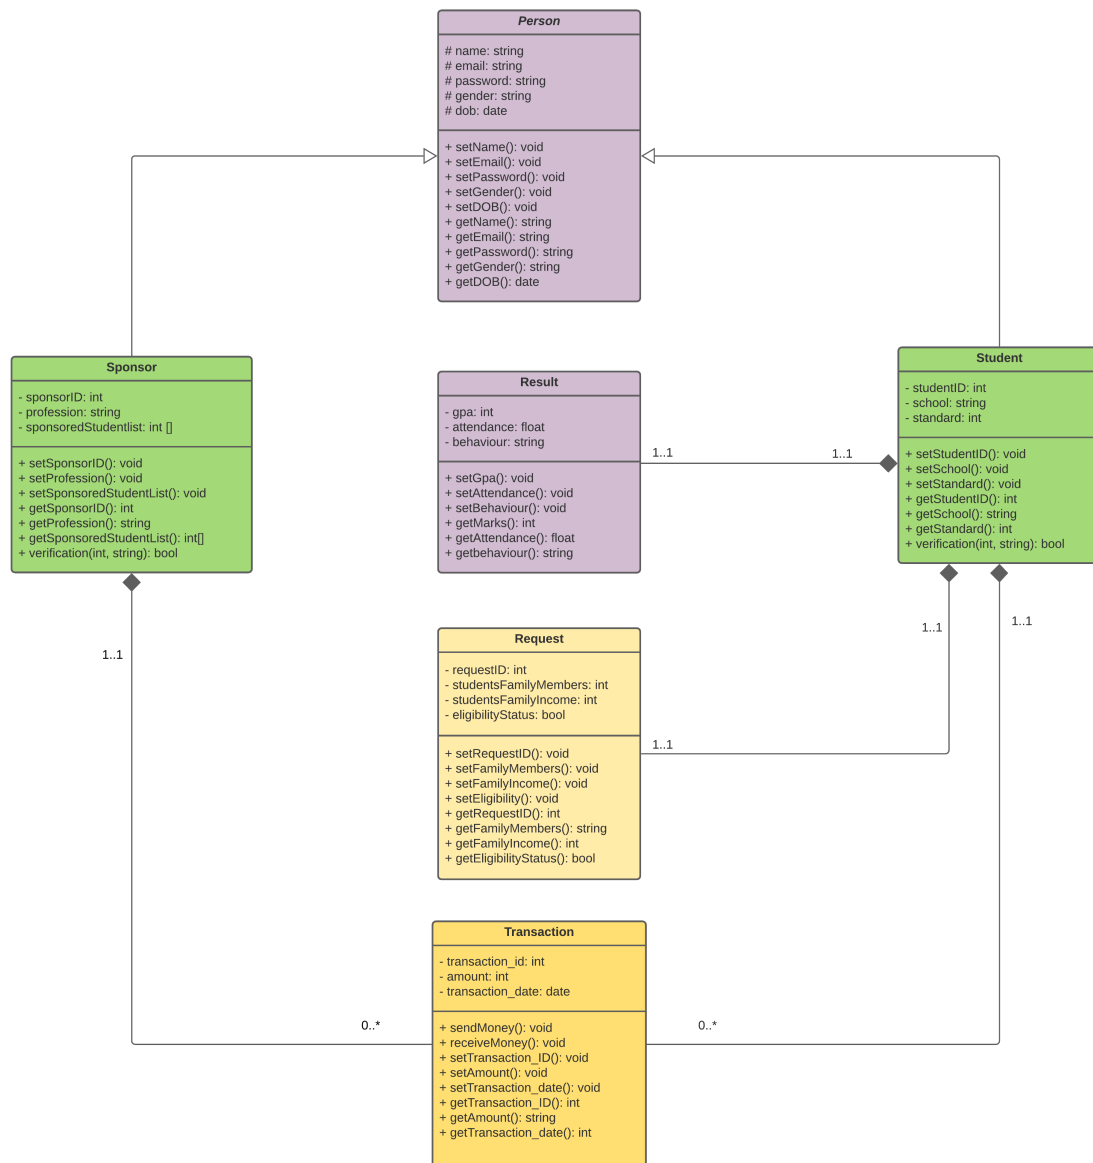 Person
# name: string
# email: string
# password: string
# gender: string
# dob: date
+ setName(): void
+ setEmail(): void
+ setPassword(): void
+ setGender(): void
+ setDOB(): void
+ getName(): string
+ getEmail(): string
+ getPassword(): string
+ getGender(): string
+ getDOB(): date
Sponsor
- sponsorID: int
- profession: string
- sponsoredStudentlist: int []
+ setSponsorID(): void
+ setProfession(): void
+ setSponsoredStudentList(): void
+ getSponsorID(): int
+ getProfession(): string
+ getSponsoredStudentList(): int[]
+ verification(int, string): bool
Result
- gpa: int
- attendance: float
- behaviour: string
+ setGpa(): void
+ setAttendance(): void
+ setBehaviour(): void
+ getMarks(): int
+ getAttendance(): float
+ getbehaviour(): string
1..1
1..1
Student
- studentID: int
- school: string
- standard: int
+ setStudentID(): void
+ setSchool(): void
+ setStandard(): void
+ getStudentID(): int
+ getSchool(): string
+ getStandard(): int
+ verification(int, string): bool
1..1
1..1
1..1
Request
- requestID: int
- studentsFamilyMembers: int
- studentsFamilyIncome: int
- eligibilityStatus: bool
+ setRequestID(): void
+ setFamilyMembers(): void
+ setFamilyIncome(): void
+ setEligibility(): void
+ getRequestID(): int
+ getFamilyMembers(): string
+ getFamilyIncome(): int
+ getEligibilityStatus(): bool
1..1
Transaction
- transaction_id: int
- amount: int
- transaction_date: date
+ sendMoney(): void
+ receiveMoney(): void
+ setTransaction_ID(): void
+ setAmount(): void
+ setTransaction_date(): void
+ getTransaction_ID(): int
+ getAmount(): string
+ getTransaction_date(): int
0..*
0..*